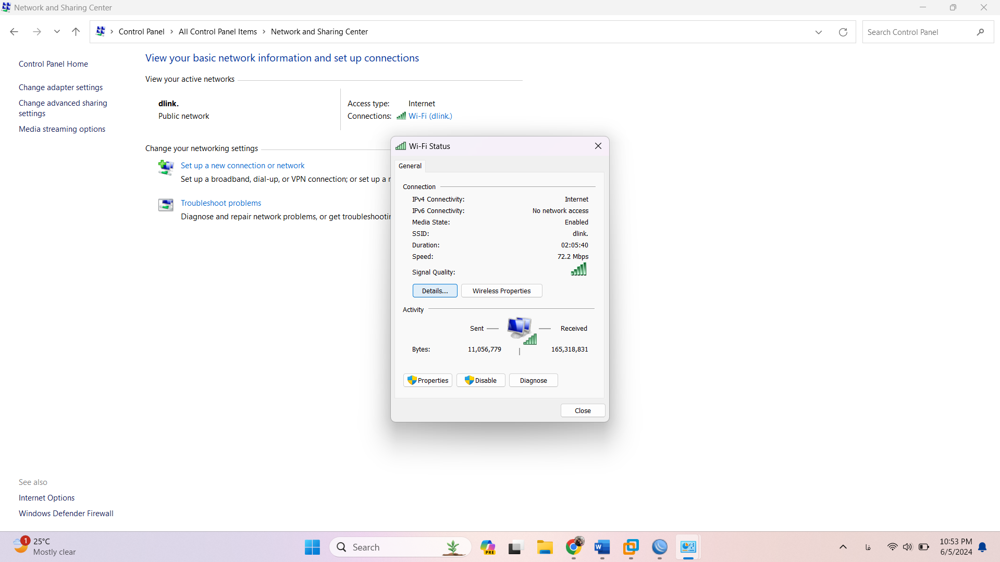 Network and Sharing Center
Control Panel
All Control Panel Items
Network and Sharing Center
Search Control Panel
Control Panel Home
Change adapter settings
Change advanced sharing
settings
Media streaming options
View your basic network information and set up connections
View your active networks
dlink.
Public network
Access type: Internet
Connections: Wi-Fi (dlink.)
Change your networking settings
Set up a new connection or network
Set up a broadband, dial-up, or VPN connection; or set up a
Troubleshoot problems
Diagnose and repair network problems, or get
Wi-Fi Status
General
Connection
IPv4 Connectivity: Internet
IPv6 Connectivity: No network access
Media State: Enabled
SSID: dlink.
Duration: 02:05:40
Speed: 72.2 Mbps
Signal Quality:
Details... Wireless Properties
Activity
Sent Received
Bytes: 11,056,779 165,318,831
Properties Disable Diagnose
Close
See also
Internet Options
Windows Defender Firewall
1
25°C
Mostly clear
Search
PRE
W
فا
10:53 PM
6/5/2024